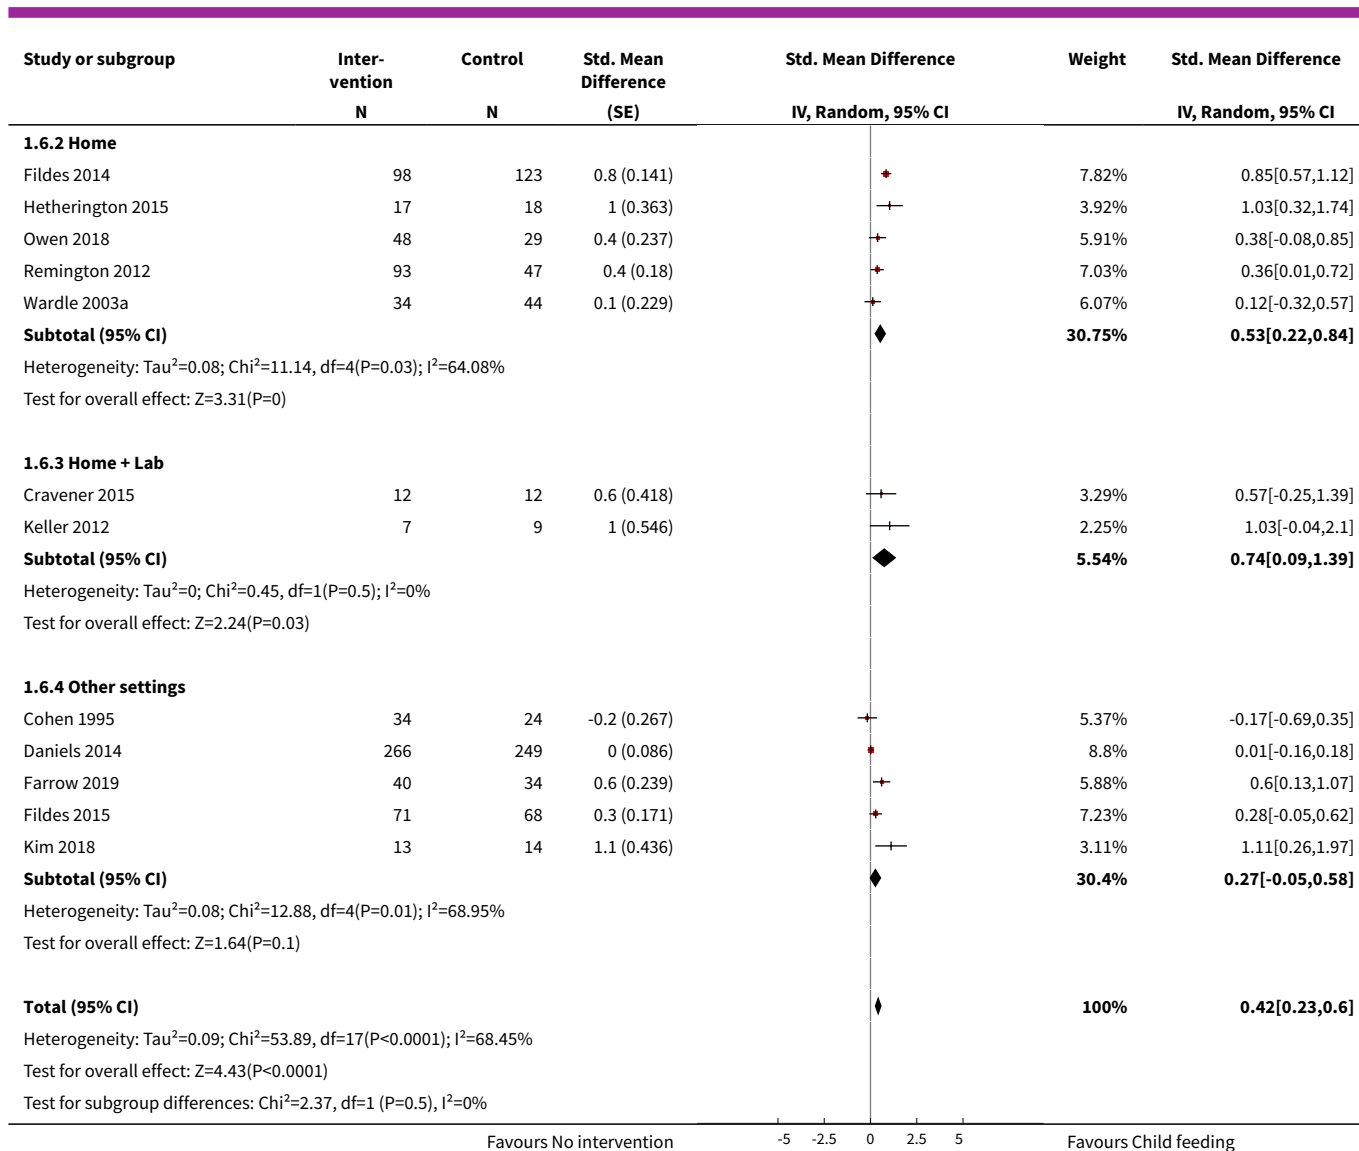 Study or subgroup Inter- Control Std. Mean Std. Mean Difference Weight Std. Mean Difference
vention Difference
N N (SE) IV, Random, 95% CI IV, Random, 95% CI
1.6.2 Home
Fildes 2014 98 123 0.8 (0.141) 7.82% 0.85[0.57,1.12]
Hetherington 2015 17 18 1 (0.363) 3.92% 1.03[0.32,1.74]
Owen 2018 48 29 0.4 (0.237) 5.91% 0.38[-0.08,0.85]
Remington 2012 93 47 0.4 (0.18) 7.03% 0.36[0.01,0.72]
Wardle 2003a 34 44 0.1 (0.229) 6.07% 0.12[-0.32,0.57]
Subtotal (95% CI) 30.75% 0.53[0.22,0.84]
Heterogeneity: Tau²=0.08; Chi²=11.14, df=4(P=0.03); I²=64.08%
Test for overall effect: Z=3.31(P=0)
1.6.3 Home + Lab
Cravener 2015 12 12 0.6 (0.418) 3.29% 0.57[-0.25,1.39]
Keller 2012 7 9 1 (0.546) 2.25% 1.03[-0.04,2.1]
Subtotal (95% CI) 5.54% 0.74[0.09,1.39]
Heterogeneity: Tau²=0; Chi²=0.45, df=1(P=0.5); I²=0%
Test for overall effect: Z=2.24(P=0.03)
1.6.4 Other settings
Cohen 1995 34 24 -0.2 (0.267) 5.37% -0.17[-0.69,0.35]
Daniels 2014 266 249 0 (0.086) 8.8% 0.01[-0.16,0.18]
Farrow 2019 40 34 0.6 (0.239) 5.88% 0.6[0.13,1.07]
Fildes 2015 71 68 0.3 (0.171) 7.23% 0.28[-0.05,0.62]
Kim 2018 13 14 1.1 (0.436) 3.11% 1.11[0.26,1.97]
Subtotal (95% CI) 30.4% 0.27[-0.05,0.58]
Heterogeneity: Tau²=0.08; Chi²=12.88, df=4(P=0.01); I²=68.95%
Test for overall effect: Z=1.64(P=0.1)
Total (95% CI) 100% 0.42[0.23,0.6]
Heterogeneity: Tau²=0.09; Chi²=53.89, df=17(P<0.0001); I²=68.45%
Test for overall effect: Z=4.43(P<0.0001)
Test for subgroup differences: Chi²=2.37, df=1 (P=0.5), I²=0%
Favours No intervention -5 -2.5 0 2.5 5 Favours Child feeding